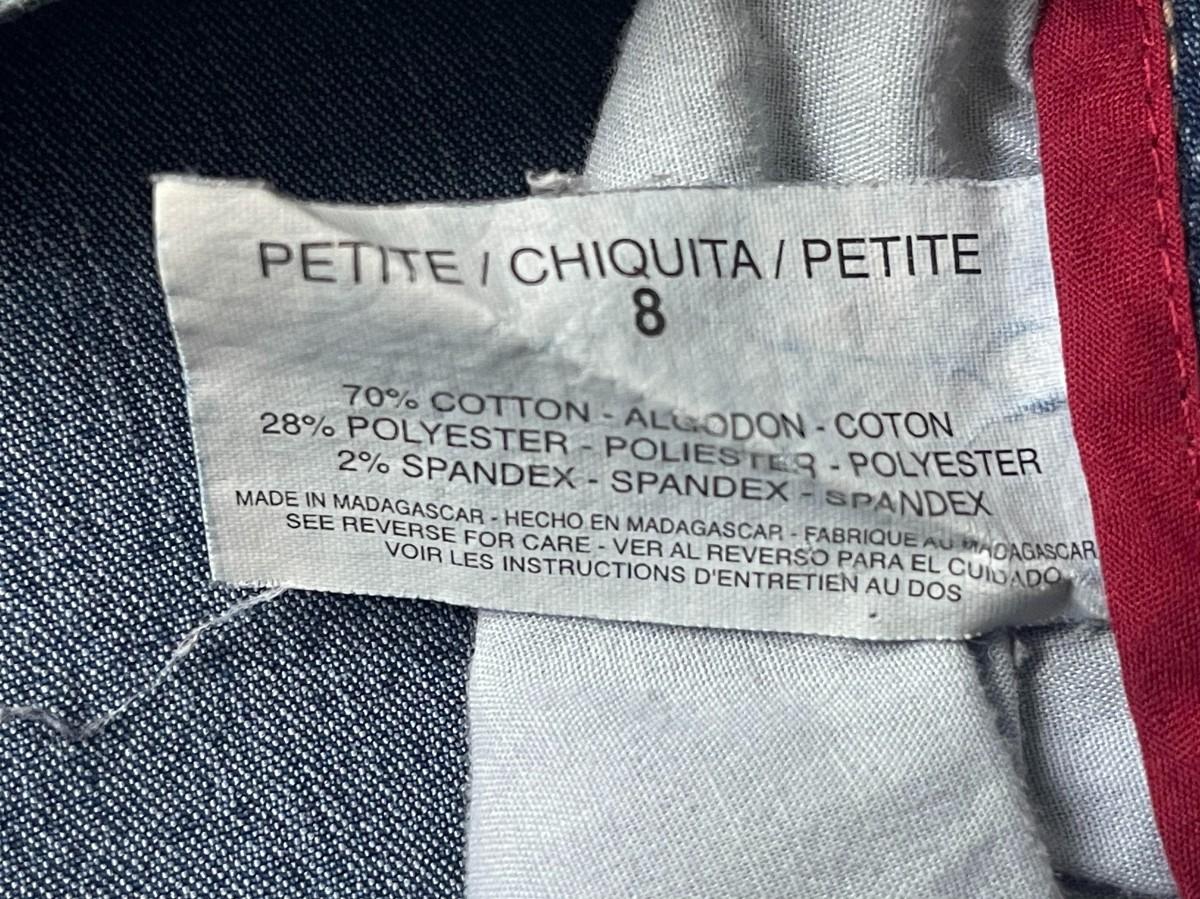 PETITE / CHIQUITA / PETITE
8
70% COTTON - ALGODON - COTON
28% POLYESTER - POLIESTER - POLYESTER
2% SPANDEX - SPANDEX - SPANDEX
MADE IN MADAGASCAR - HECHO EN MADAGASCAR - FABRIQUE AU MADAGASCAR
SEE REVERSE FOR CARE - VER AL REVERSO PARA EL CUIDADO
VOIR LES INSTRUCTIONS D'ENTRETIEN AU DOS